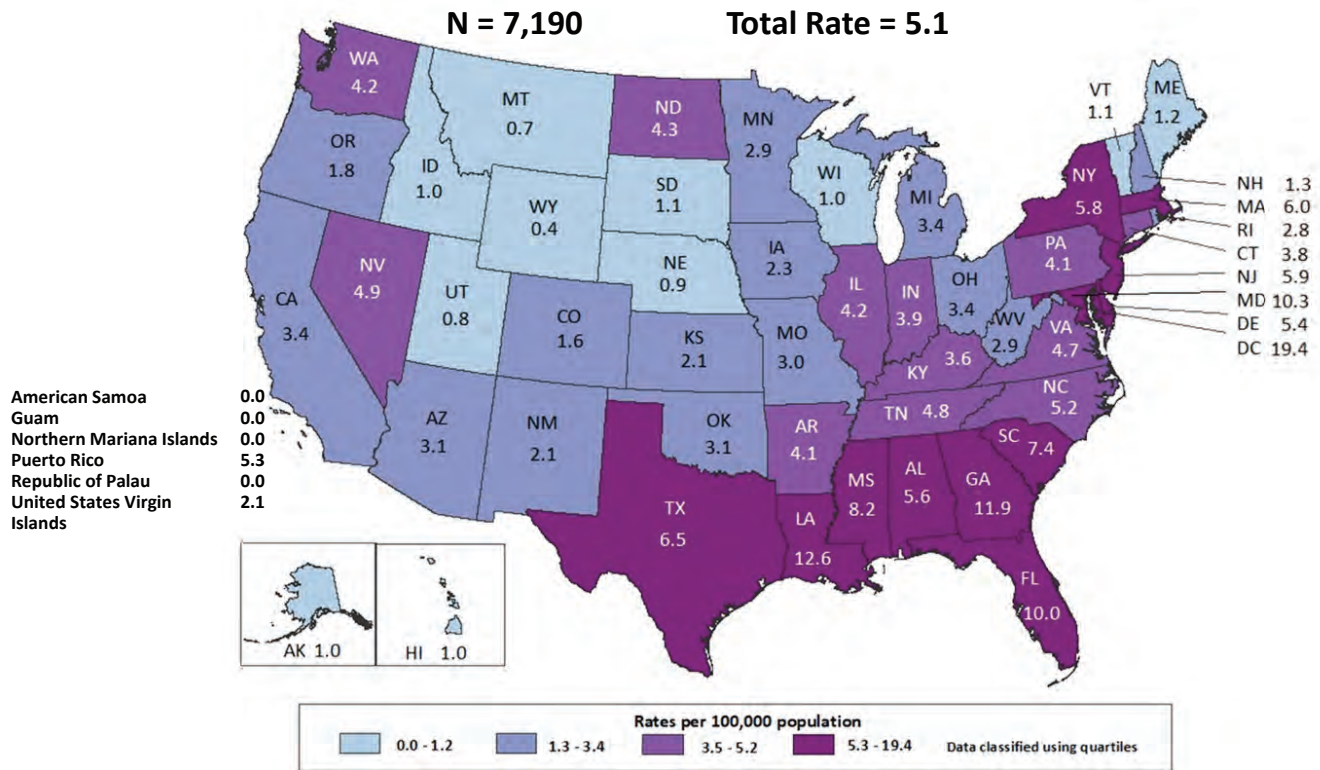 N = 7,190 Total Rate = 5.1
WA
4.2
MT
0.7
ND
4.3
MN
2.9
VT
1.1
ME
1.2
OR
1.8
ID
1.0
WY
0.4
SD
1.1
WI
1.0
MI
3.4
NY
5.8
NH 1.3
MA 6.0
RI 2.8
CT 3.8
NJ 5.9
MD 10.3
DE 5.4
DC 19.4
NV
4.9
UT
0.8
NE
0.9
IA
2.3
IL
4.2
IN
3.9
OH
3.4
PA
4.1
CA
3.4
CO
1.6
KS
2.1
MO
3.0
KY
3.6
WV
2.9
VA
4.7
AZ
3.1
NM
2.1
OK
3.1
AR
4.1
TN 4.8
NC
5.2
SC
7.4
TX
6.5
LA
12.6
MS
8.2
AL
5.6
GA
11.9
FL
10.0
American Samoa 0.0
Guam 0.0
Northern Mariana Islands 0.0
Puerto Rico 5.3
Republic of Palau 0.0
United States Virgin 2.1
Islands
AK 1.0
HI 1.0
Rates per 100,000 population
0.0 - 1.2 1.3 - 3.4 3.5 - 5.2 5.3 - 19.4 Data classified using quartiles